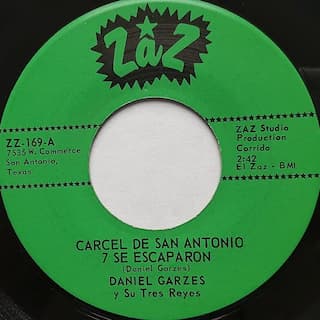 ZaZ
ZZ-169-A
7535 W. Commerce
San Antonio,
Texas
ZAZ Studio
Production
Corrido
2:42
El Zaz - BMI
CARCEL DE SAN ANTONIO
7 SE ESCAPARON
(Daniel Garzes)
DANIEL GARZES
y Su Tres Reyes